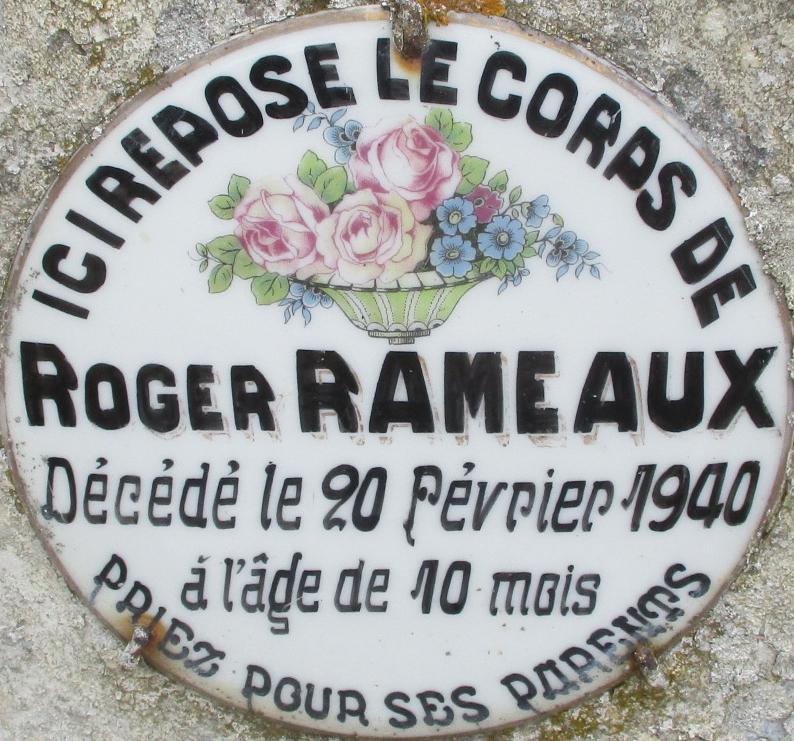 ICI REPOSE LE CORPS DE
ROGER RAMEAUX
Décédé le 20 Février 1940
à l'âge de 10 mois
PRIEZ POUR SES PARENTS